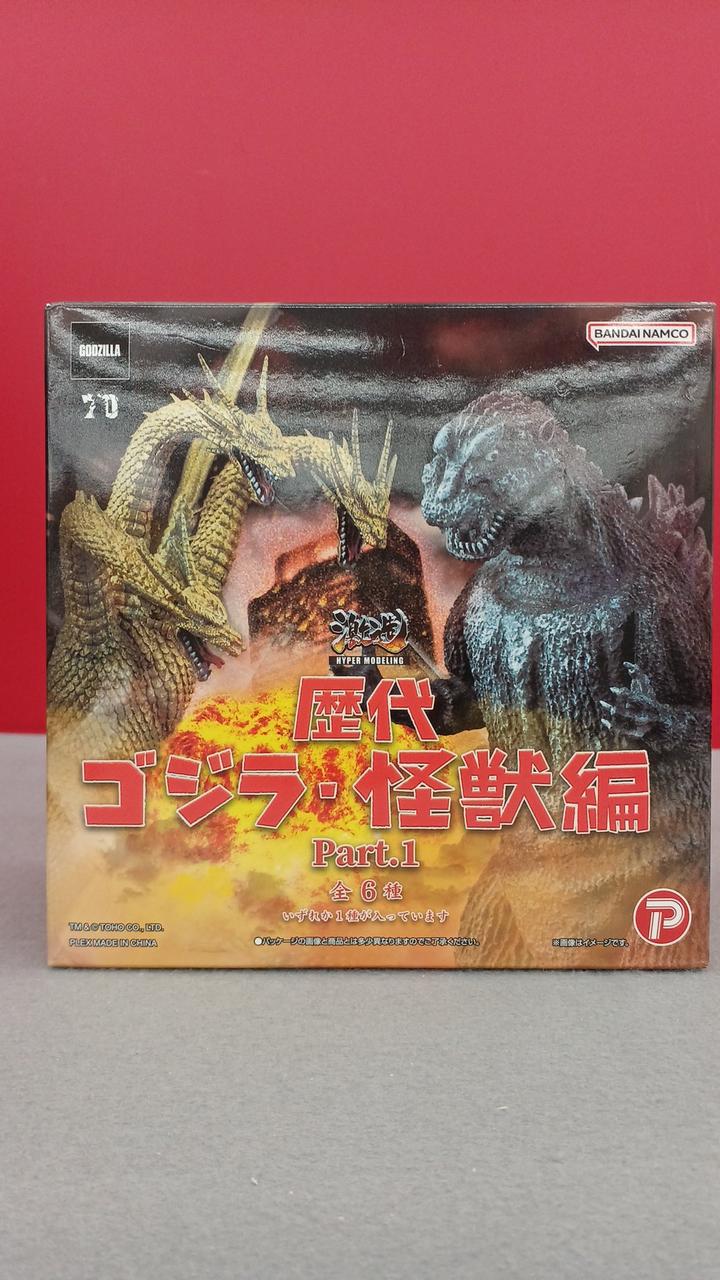 GODZILLA
70
BANDAI NAMCO
HYPER MODELING
歴代
ゴジラ・怪獣編
Part.1
全6種
いずれか1種が入っています
TM & © TOHO CO., LTD.
PLEX MADE IN CHINA
●パッケージの画像と商品とは多少異なりますのでご了承ください。
※画像はイメージです。
P